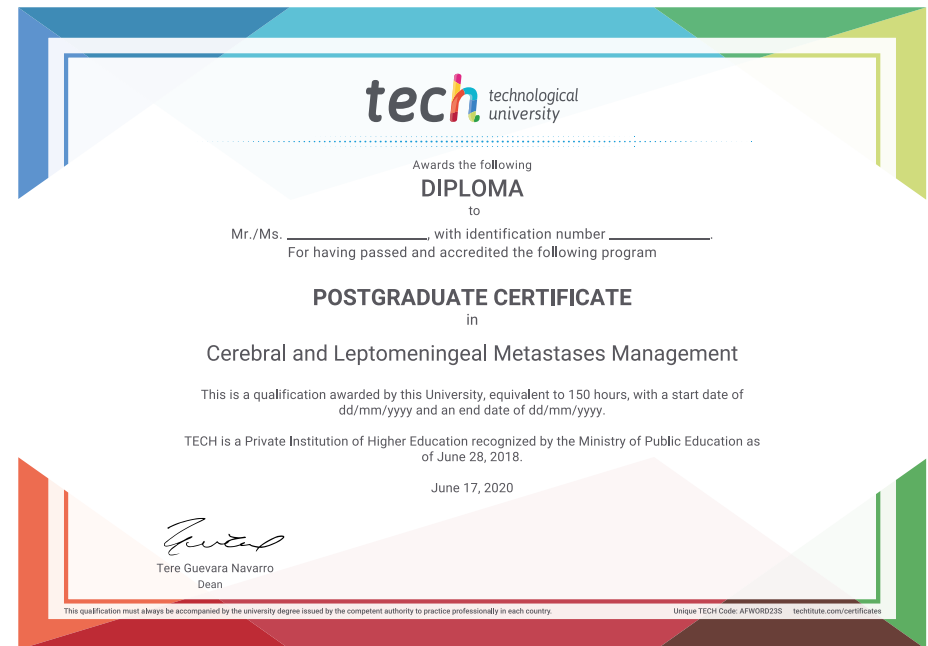 tech technological
university
Awards the following
DIPLOMA
to
Mr./Ms. ____________________, with identification number ______________.
For having passed and accredited the following program
POSTGRADUATE CERTIFICATE
in
Cerebral and Leptomeningeal Metastases Management
This is a qualification awarded by this University, equivalent to 150 hours, with a start date of
dd/mm/yyyy and an end date of dd/mm/yyyy.
TECH is a Private Institution of Higher Education recognized by the Ministry of Public Education as
of June 28, 2018.
June 17, 2020
Tere Guevara Navarro
Dean
This qualification must always be accompanied by the university degree issued by the competent authority to practice professionally in each country. Unique TECH Code: AFWORD23S techtitute.com/certificates